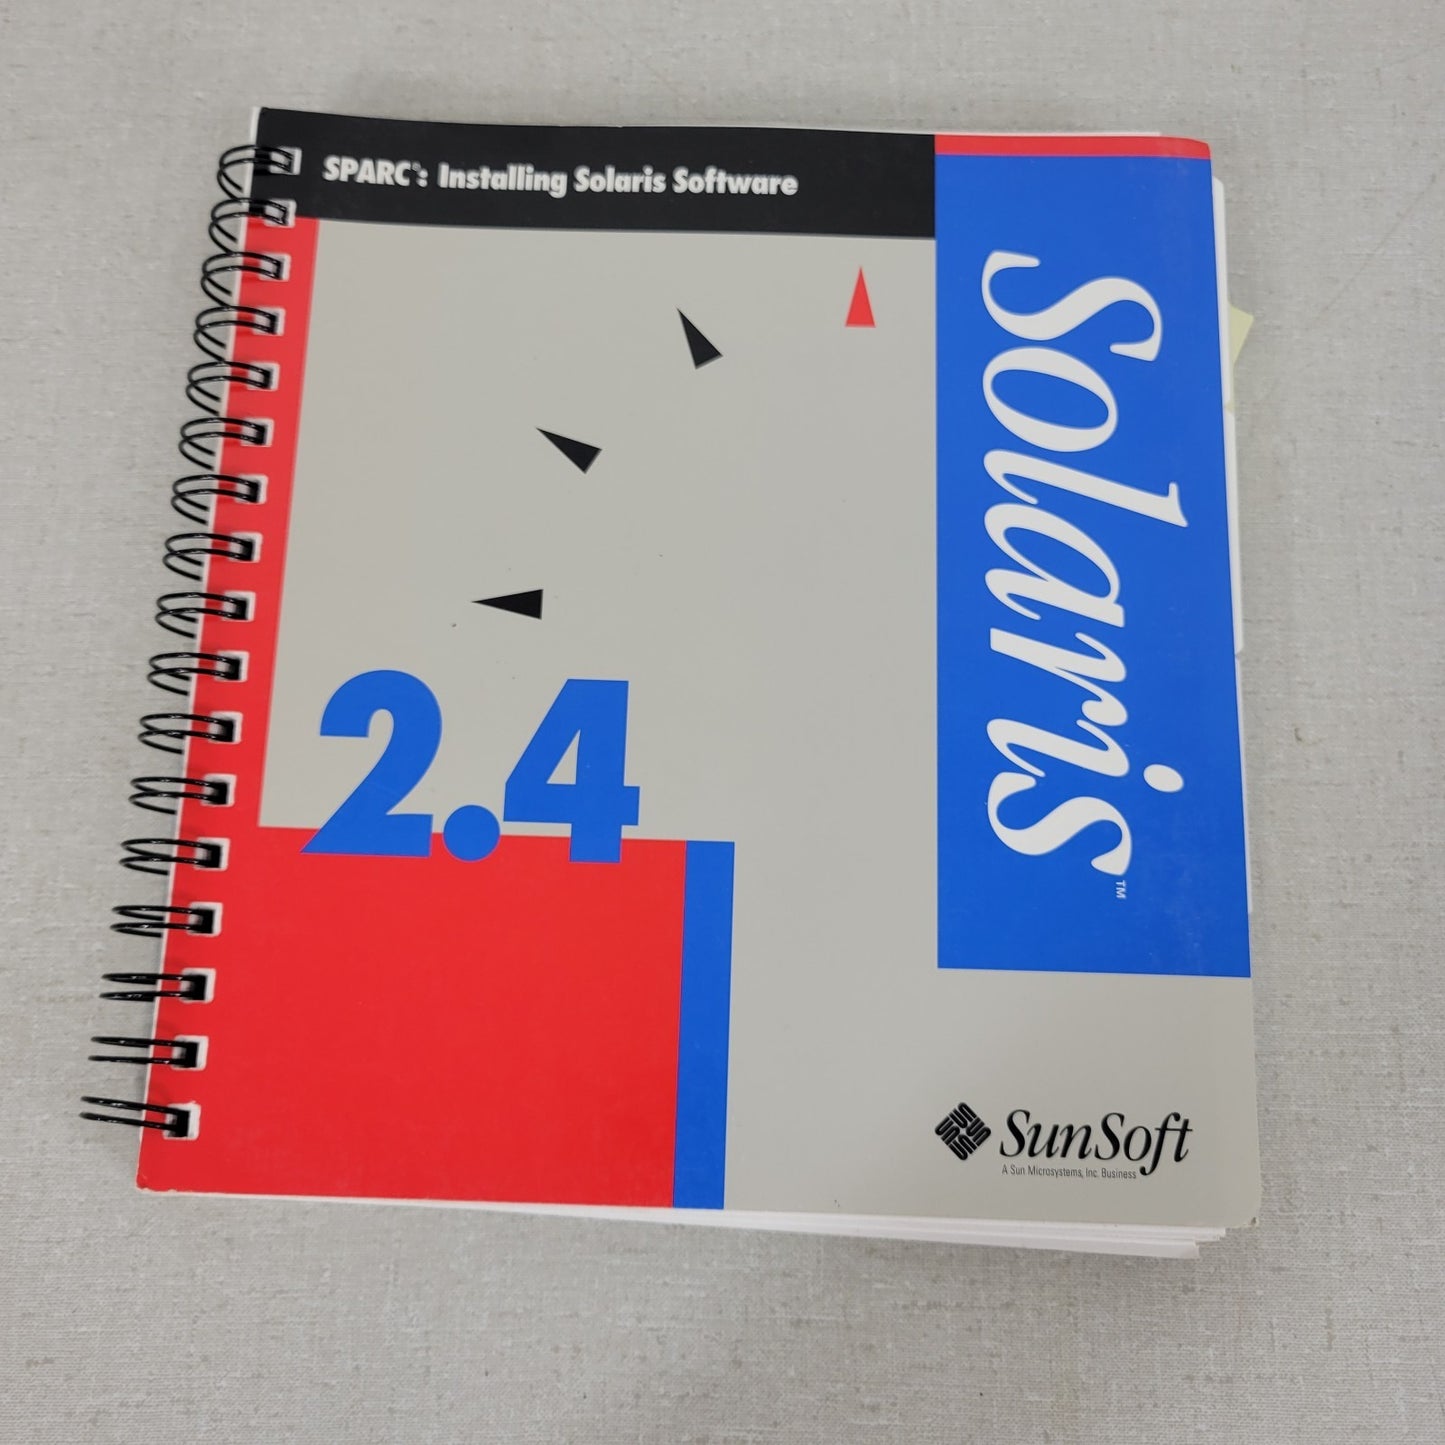 SPARC®: Installing Solaris Software
Solaris™
2.4
SunSoft
A Sun Microsystems, Inc. Business